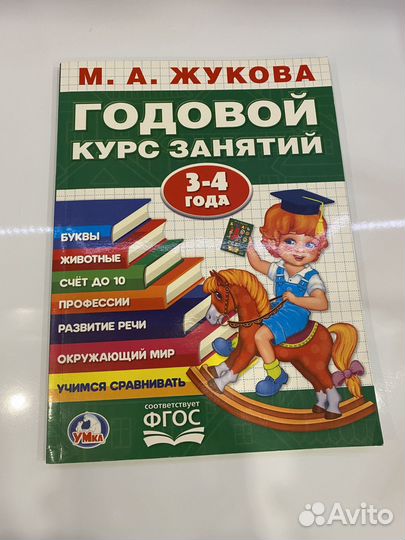 М. А. ЖУКОВА
ГОДОВОЙ
КУРС ЗАНЯТИЙ
3-4
ГОДА
БУКВЫ
ЖИВОТНЫЕ
СЧЁТ ДО 10
ПРОФЕССИИ
РАЗВИТИЕ РЕЧИ
ОКРУЖАЮЩИЙ МИР
УЧИМСЯ СРАВНИВАТЬ
УМка
соответствует
ФГОС
Avito